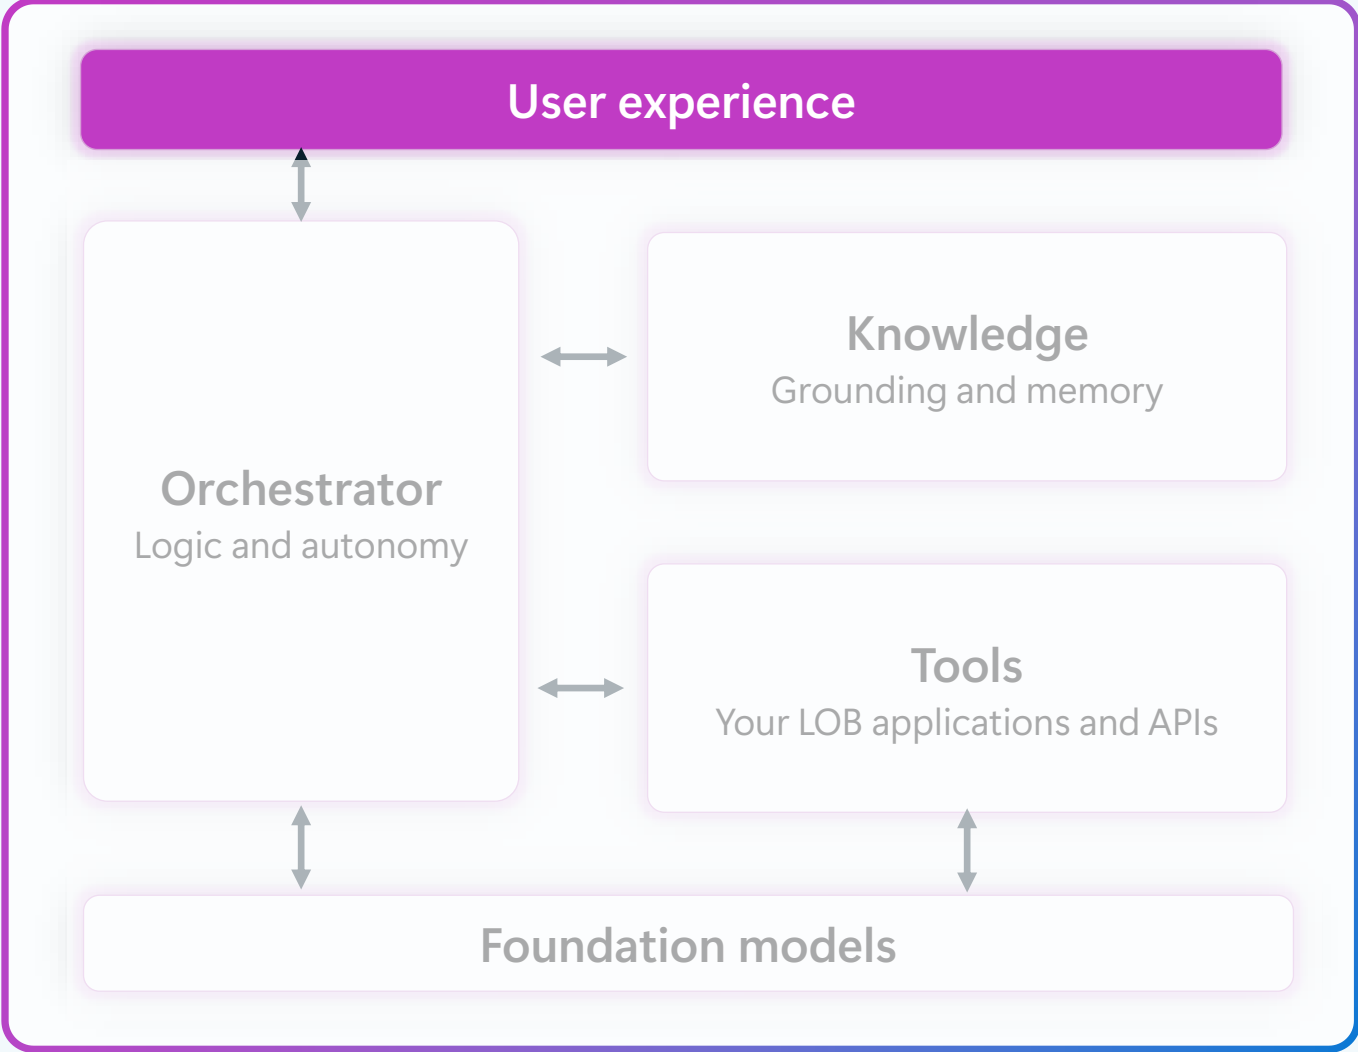 User experience
Knowledge
Grounding and memory
Orchestrator
Logic and autonomy
Tools
Your LOB applications and APIs
Foundation models